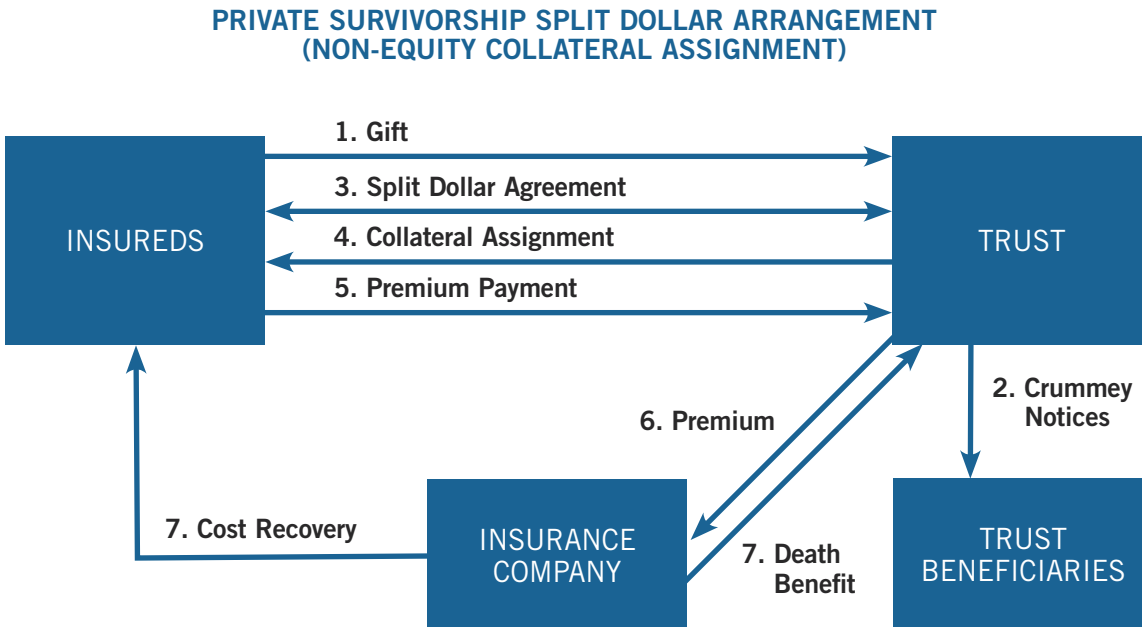 PRIVATE SURVIVORSHIP SPLIT DOLLAR ARRANGEMENT
(NON-EQUITY COLLATERAL ASSIGNMENT)
1. Gift
3. Split Dollar Agreement
INSUREDS
TRUST
4. Collateral Assignment
5. Premium Payment
2. Crummey
Notices
6. Premium
7. Cost Recovery
INSURANCE
COMPANY
7. Death
Benefit
TRUST
BENEFICIARIES